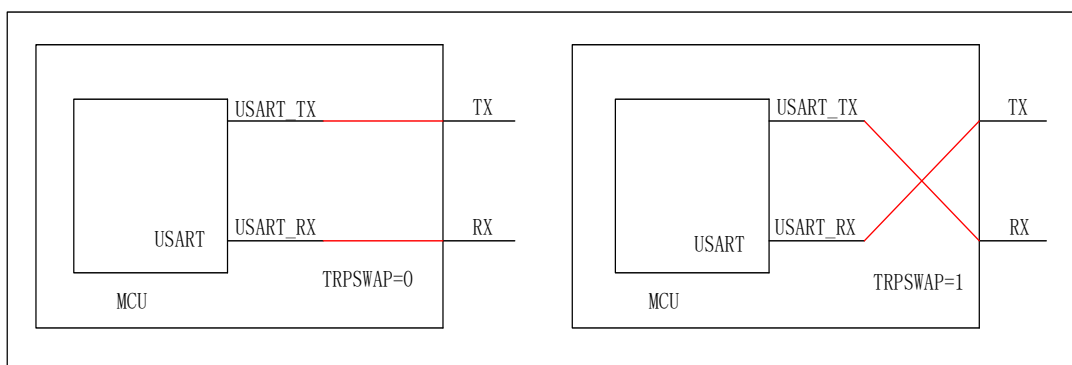 USART_TX
TX
USART_RX
RX
USART
TRPSWAP=0
MCU
USART_TX
TX
USART_RX
RX
USART
TRPSWAP=1
MCU